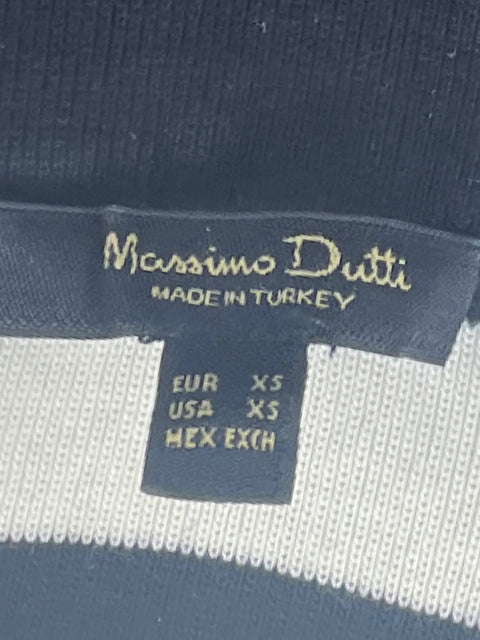 Massimo Dutti
MADE IN TURKEY
EUR XS
USA XS
MEX EXCH